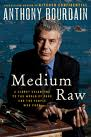 ANTHONY BOURDAIN
Medium
Raw
A BLOODY VALENTINE
TO THE WORLD OF FOOD
AND THE PEOPLE
WHO COOK